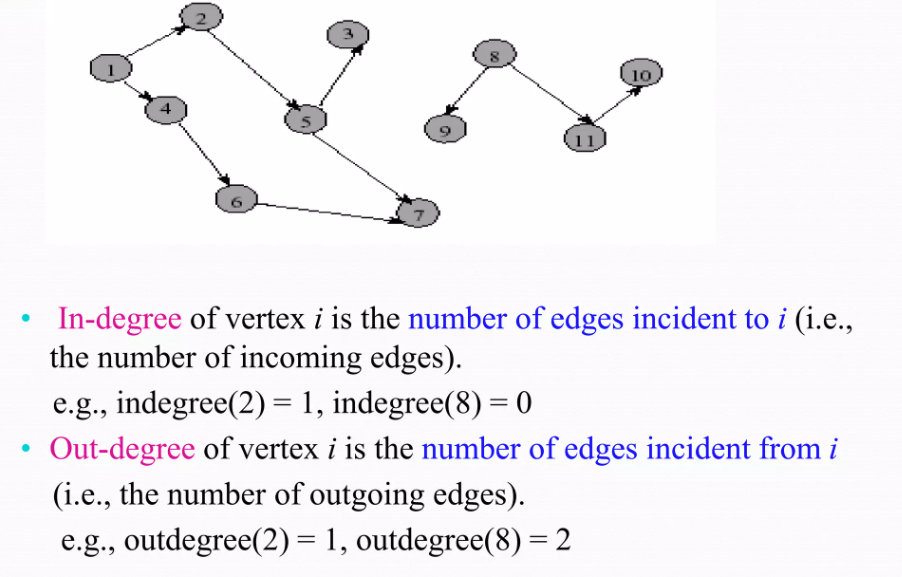 2
3
8
1
10
4
5
9
11
6
7
• In-degree of vertex i is the number of edges incident to i (i.e.,
the number of incoming edges).
e.g., indegree(2) = 1, indegree(8) = 0
• Out-degree of vertex i is the number of edges incident from i
(i.e., the number of outgoing edges).
e.g., outdegree(2) = 1, outdegree(8) = 2